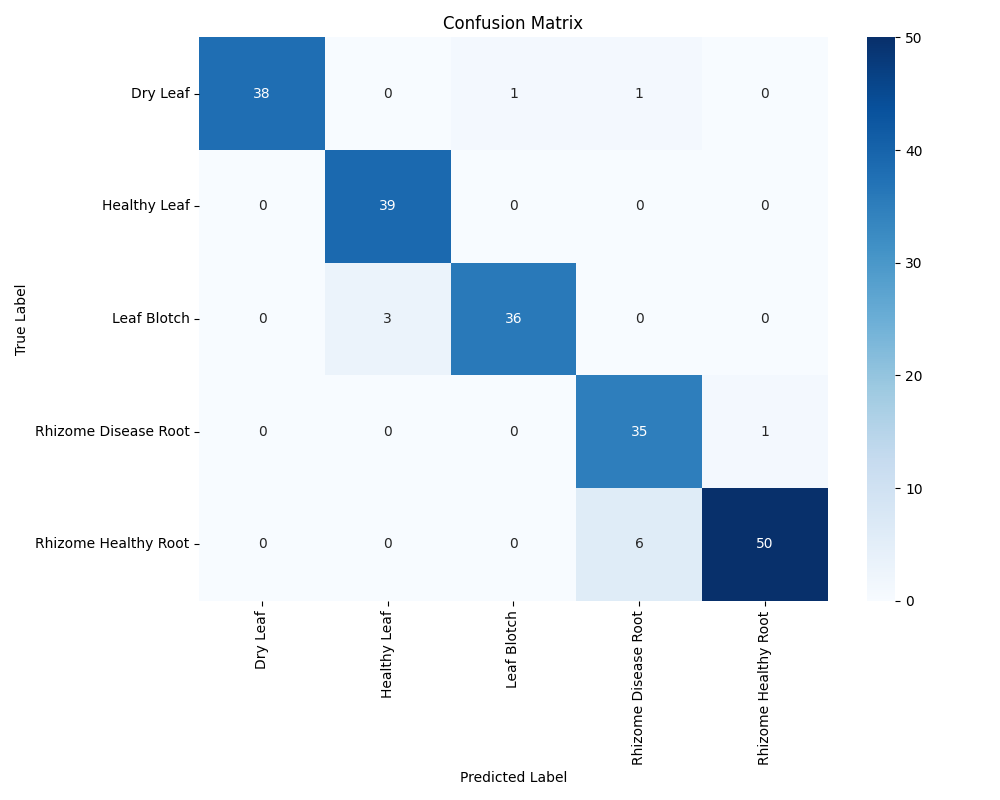 Confusion Matrix
Dry Leaf 38 0 1 1 0
Healthy Leaf 0 39 0 0 0
Leaf Blotch 0 3 36 0 0
Rhizome Disease Root 0 0 0 35 1
Rhizome Healthy Root 0 0 0 6 50
True Label
Dry Leaf
Healthy Leaf
Leaf Blotch
Rhizome Disease Root
Rhizome Healthy Root
Predicted Label
50
40
30
20
10
0